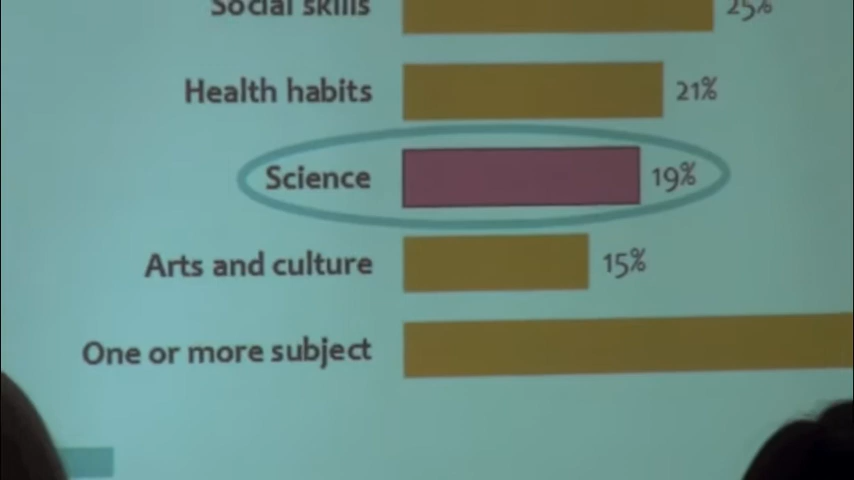 Social skills 25%
Health habits 21%
Science 19%
Arts and culture 15%
One or more subject